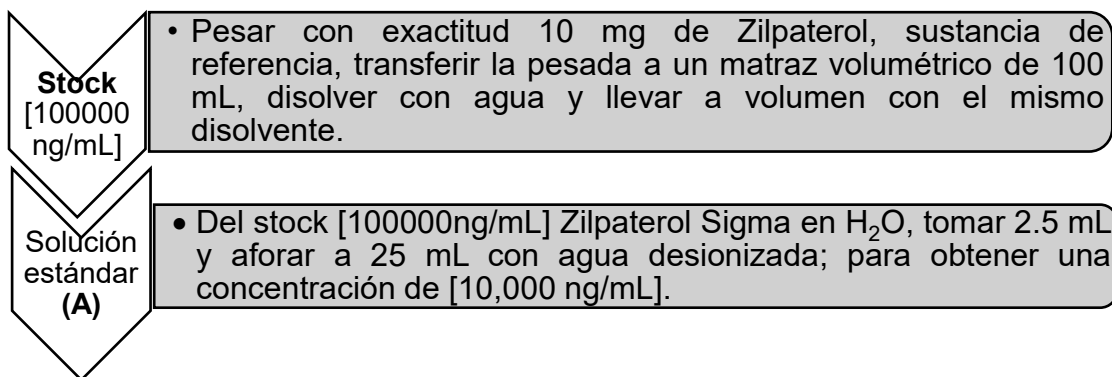 Stock
[100000
ng/mL]
• Pesar con exactitud 10 mg de Zilpaterol, sustancia de
referencia, transferir la pesada a un matraz volumétrico de 100
mL, disolver con agua y llevar a volumen con el mismo
disolvente.
Solución
estándar
(A)
• Del stock [100000ng/mL] Zilpaterol Sigma en H₂O, tomar 2.5 mL
y aforar a 25 mL con agua desionizada; para obtener una
concentración de [10,000 ng/mL].